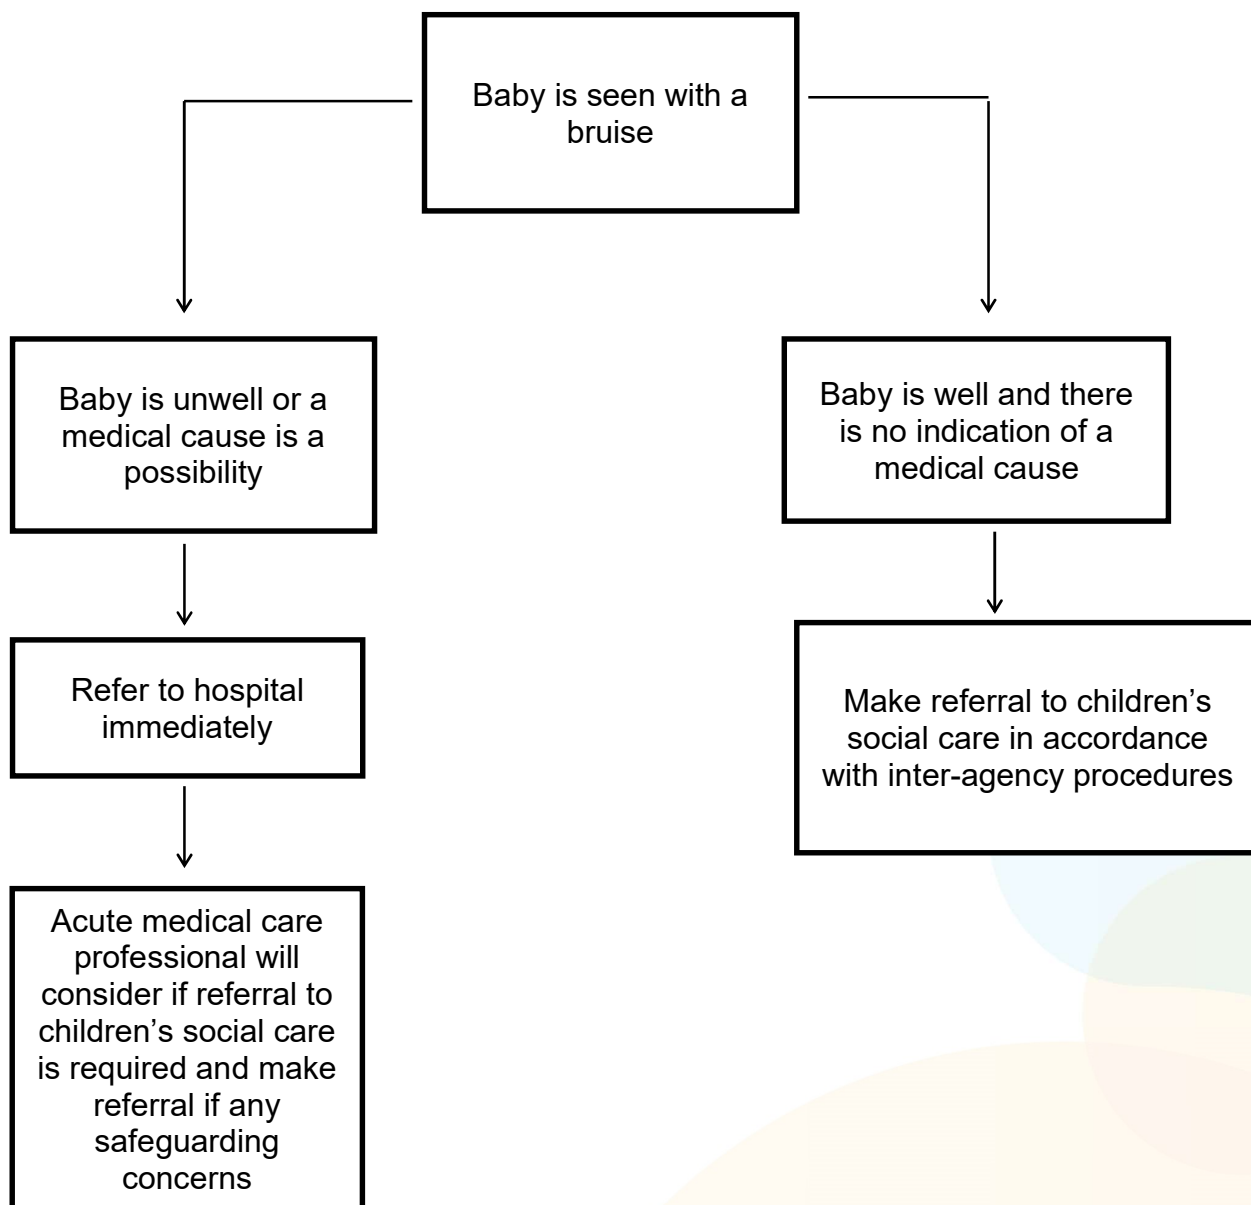 Baby is seen with a
bruise
Baby is unwell or a
medical cause is a
possibility
Baby is well and there
is no indication of a
medical cause
Refer to hospital
immediately
Make referral to children’s
social care in accordance
with inter-agency procedures
Acute medical care
professional will
consider if referral to
children’s social care
is required and make
referral if any
safeguarding
concerns